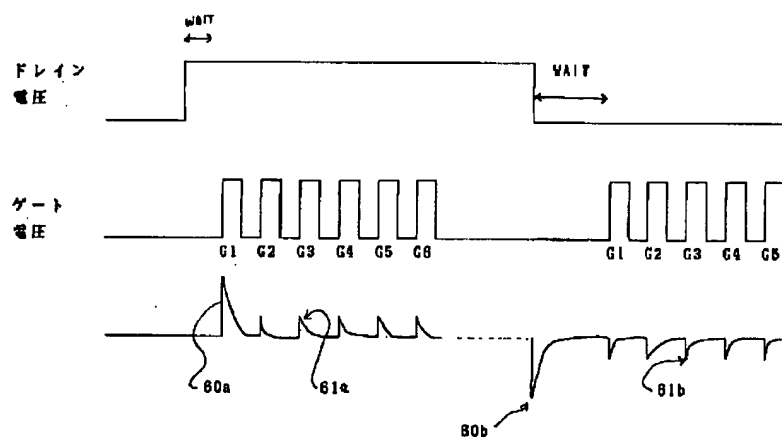 WAIT
ドレイン
電圧
WAIT
ゲート
電圧
G1 G2 G3 G4 G5 G6
G1 G2 G3 G4 G5
60a
61a
60b
61b